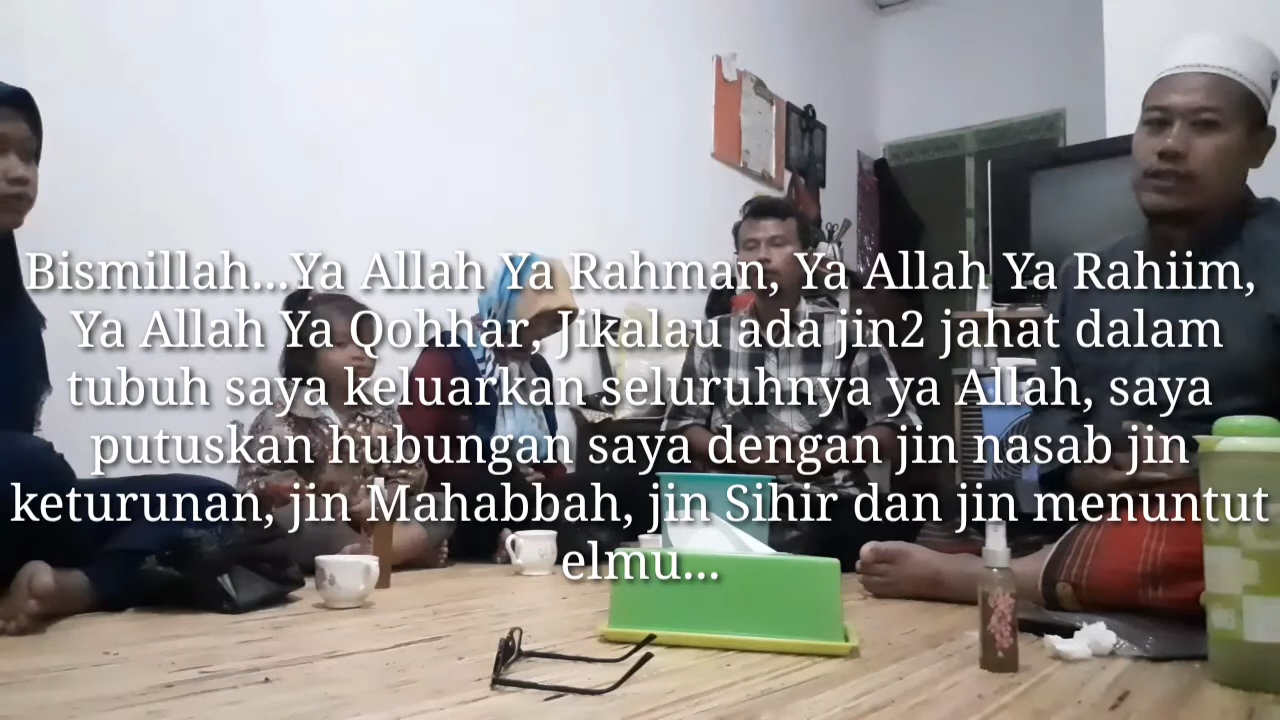 Bismillah...Ya Allah Ya Rahman, Ya Allah Ya Rahiim,
Ya Allah Ya Qohhar, Jikalau ada jin2 jahat dalam
tubuh saya keluarkan seluruhnya ya Allah, saya
putuskan hubungan saya dengan jin nasab jin
keturunan, jin Mahabbah, jin Sihir dan jin menuntut
elmu...